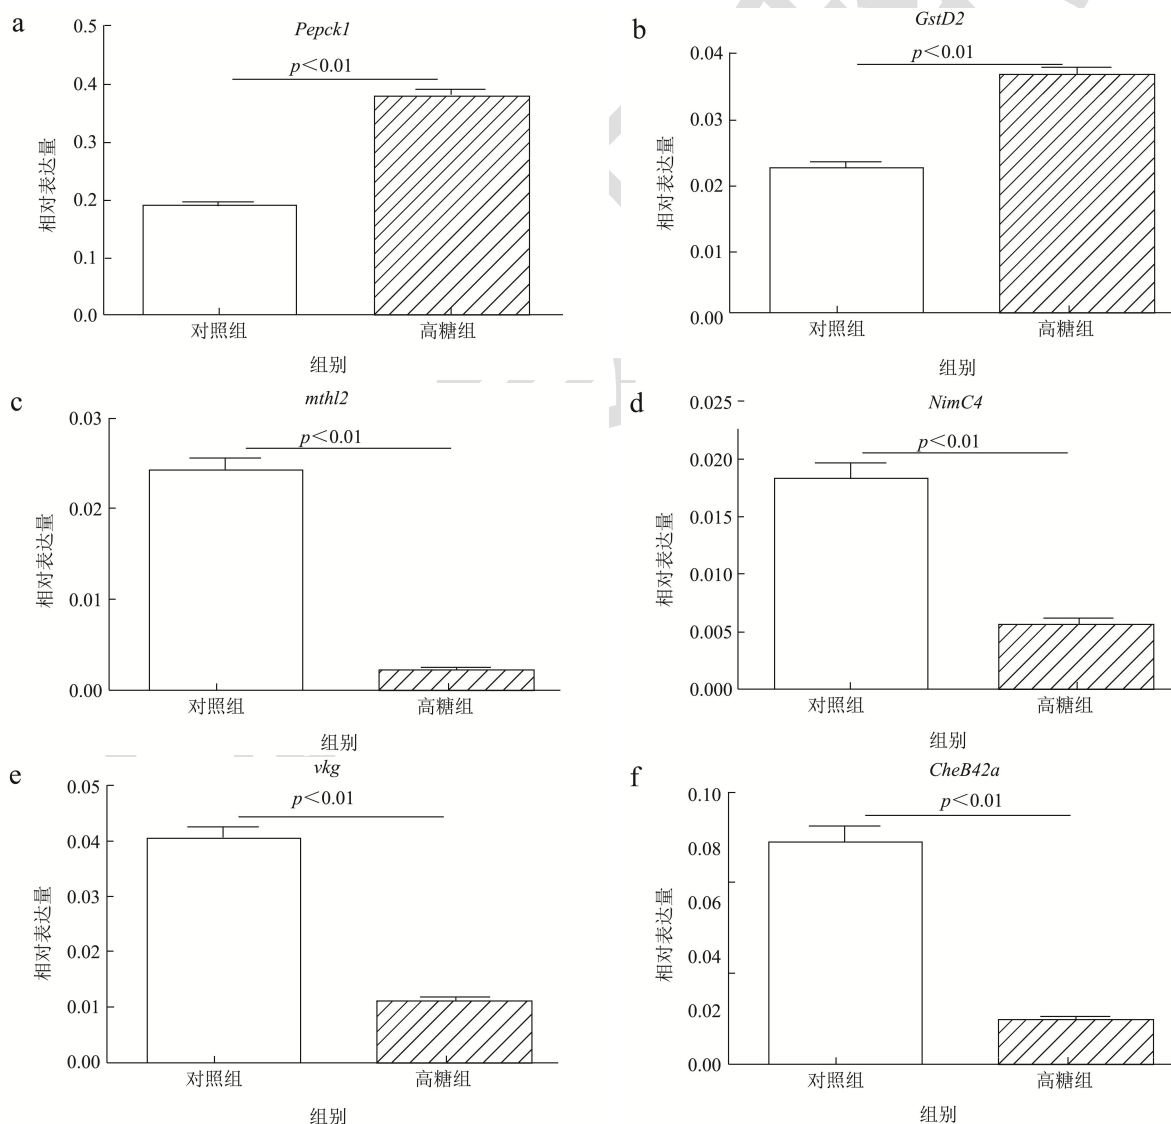 a
Pepck1
p＜0.01
0.5
0.4
0.3
0.2
0.1
0.0
相对表达量
对照组
高糖组
组别
b
GstD2
p＜0.01
0.04
0.03
0.02
0.01
0.00
相对表达量
对照组
高糖组
组别
c
mthl2
p＜0.01
0.03
0.02
0.01
0.00
相对表达量
对照组
高糖组
组别
d
NimC4
p＜0.01
0.025
0.020
0.015
0.010
0.005
0.000
相对表达量
对照组
高糖组
组别
e
vkg
p＜0.01
0.05
0.04
0.03
0.02
0.01
0.00
相对表达量
对照组
高糖组
组别
f
CheB42a
p＜0.01
0.10
0.08
0.06
0.04
0.02
0.00
相对表达量
对照组
高糖组
组别